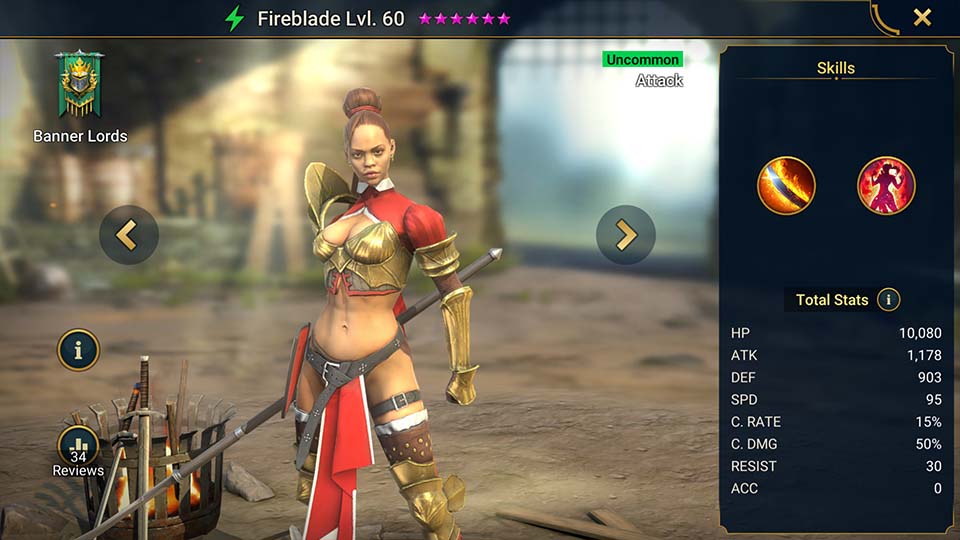 Fireblade Lvl. 60
Banner Lords
Uncommon
Attack
34
Reviews
Skills
Total Stats i
HP 10,080
ATK 1,178
DEF 903
SPD 95
C. RATE 15%
C. DMG 50%
RESIST 30
ACC 0